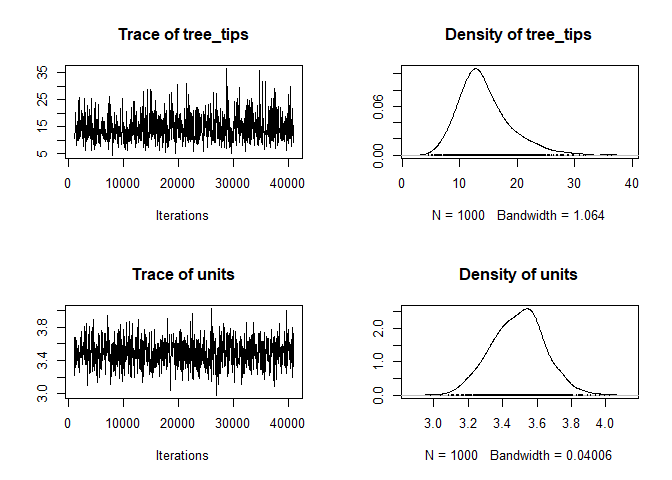 Trace of tree_tips
35
25
15
5
0 10000 20000 30000 40000
Iterations
Density of tree_tips
0.06
0.00
0 10 20 30 40
N = 1000 Bandwidth = 1.064
Trace of units
3.8
3.4
3.0
0 10000 20000 30000 40000
Iterations
Density of units
2.0
1.0
0.0
3.0 3.2 3.4 3.6 3.8 4.0
N = 1000 Bandwidth = 0.04006